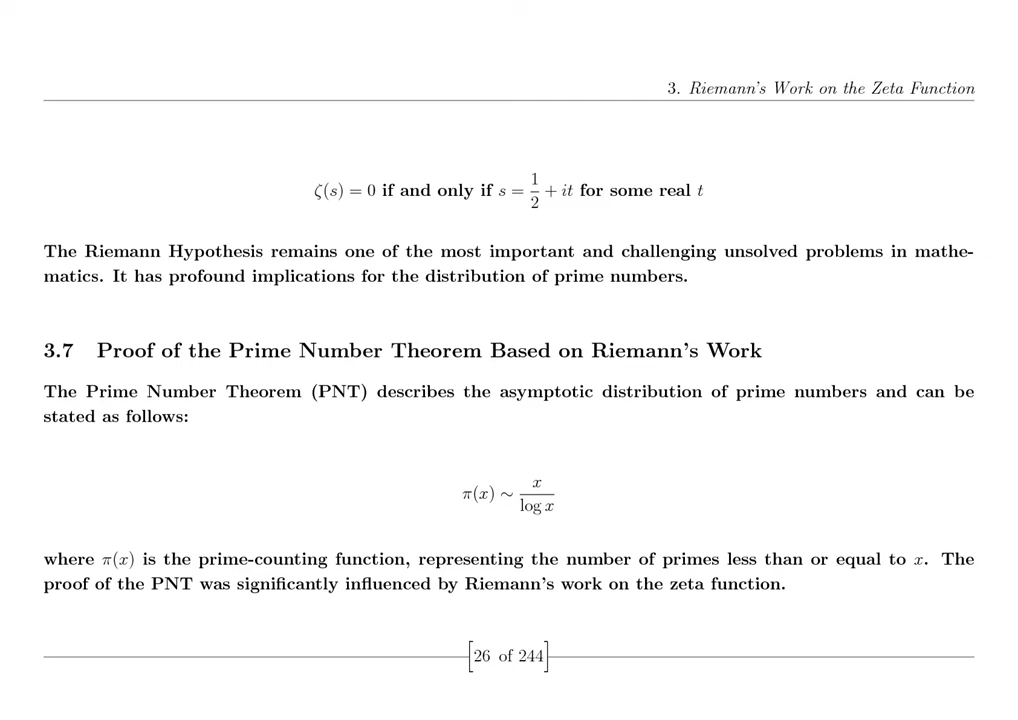 3. Riemann's Work on the Zeta Function
ζ(s) = 0 if and only if s = 1/2 + it for some real t
The Riemann Hypothesis remains one of the most important and challenging unsolved problems in mathe-
matics. It has profound implications for the distribution of prime numbers.
3.7 Proof of the Prime Number Theorem Based on Riemann's Work
The Prime Number Theorem (PNT) describes the asymptotic distribution of prime numbers and can be
stated as follows:
π(x) ∼ x/log x
where π(x) is the prime-counting function, representing the number of primes less than or equal to x. The
proof of the PNT was significantly influenced by Riemann's work on the zeta function.
[26 of 244]